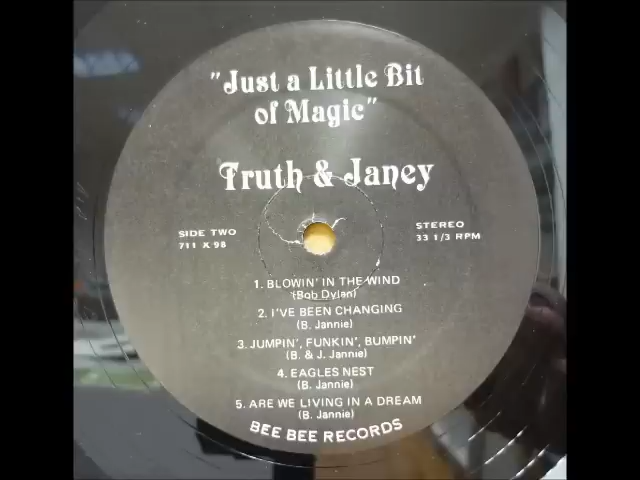 "Just a Little Bit
of Magic"
Truth & Janey
SIDE TWO
711 X 98
STEREO
33 1/3 RPM
1. BLOWIN' IN THE WIND
(Bob Dylan)
2. I'VE BEEN CHANGING
(B. Jannie)
3. JUMPIN', FUNKIN', BUMPIN'
(B. & J. Jannie)
4. EAGLES NEST
(B. Jannie)
5. ARE WE LIVING IN A DREAM
(B. Jannie)
BEE BEE RECORDS